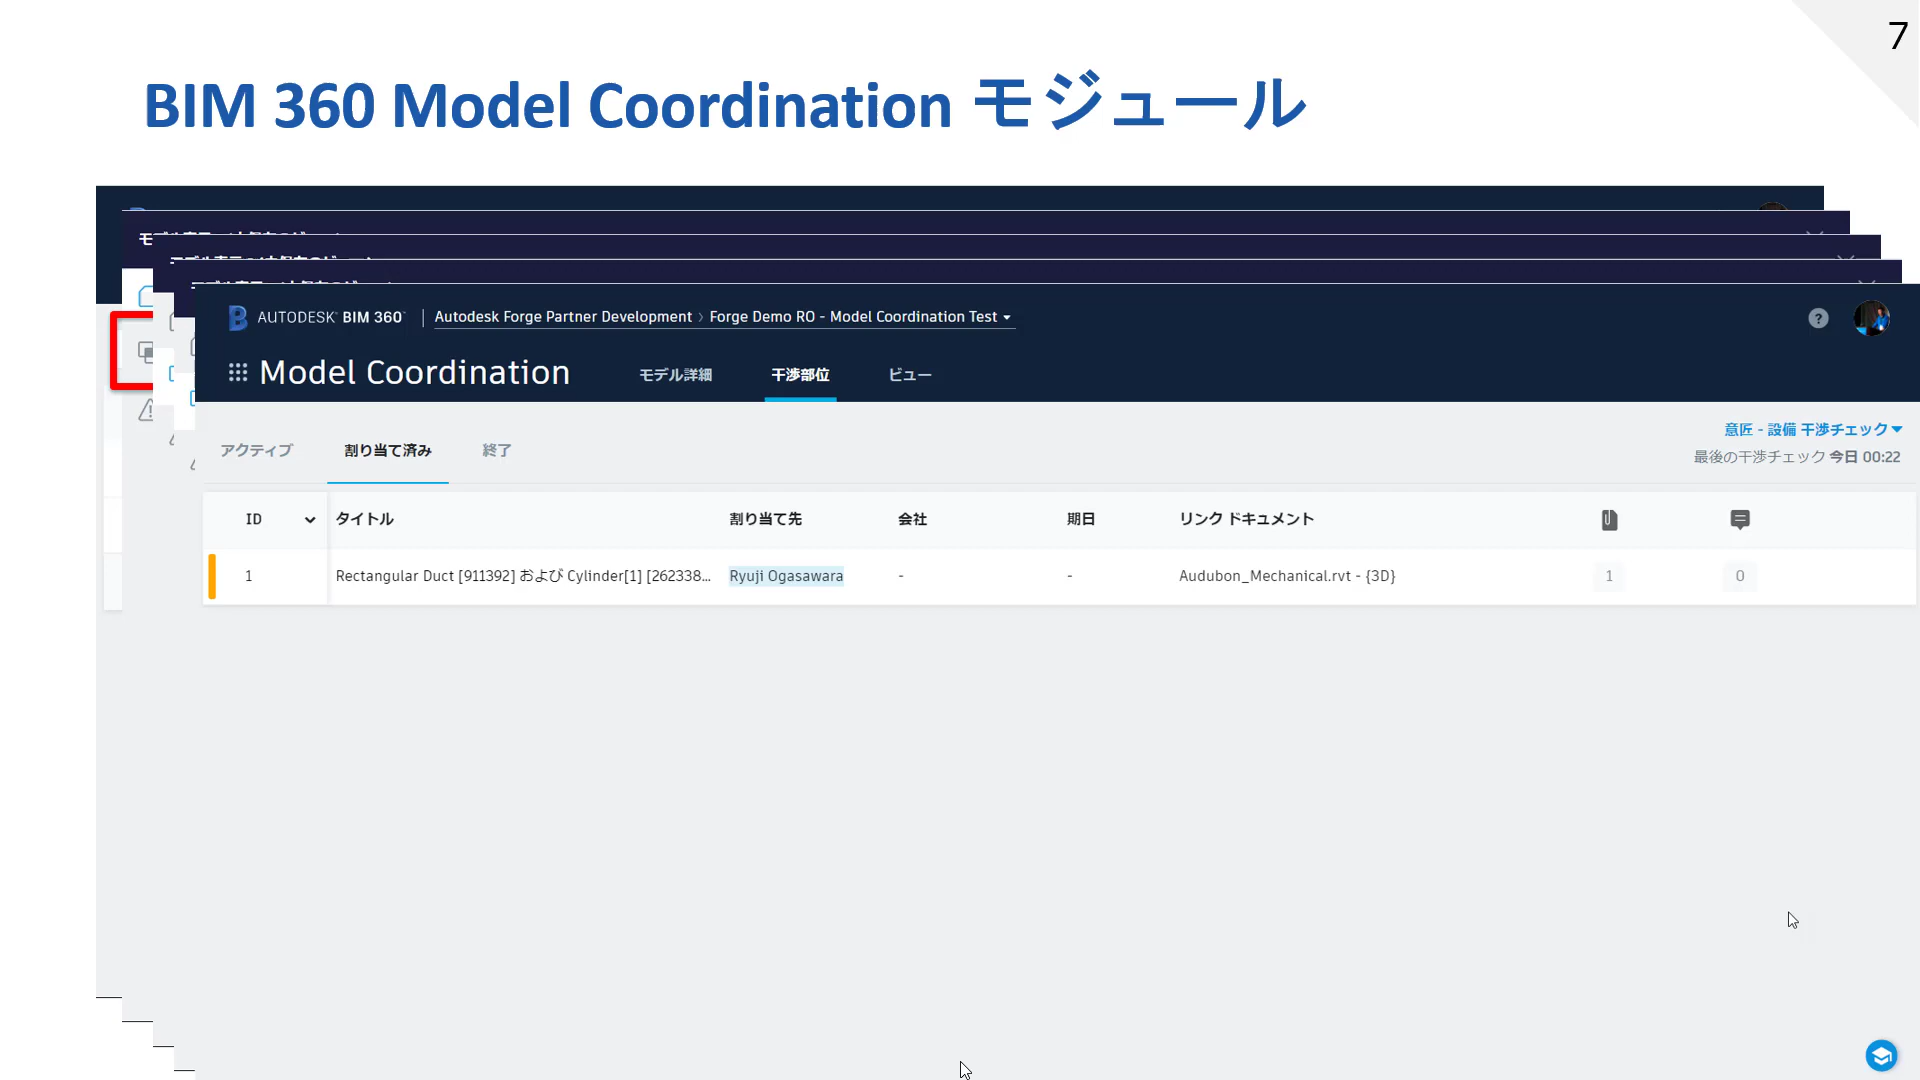 7
BIM 360 Model Coordination モジュール
AUTODESK BIM 360 Autodesk Forge Partner Development › Forge Demo RO - Model Coordination Test
Model Coordination モデル詳細 干渉部位 ビュー
意匠 - 設備 干渉チェック
アクティブ 割り当て済み 終了
最後の干渉チェック 今日 00:22
ID タイトル 割り当て先 会社 期日 リンク ドキュメント
1 Rectangular Duct [911392] および Cylinder[1] [262338... Ryuji Ogasawara - - Audubon_Mechanical.rvt - {3D} 1 0